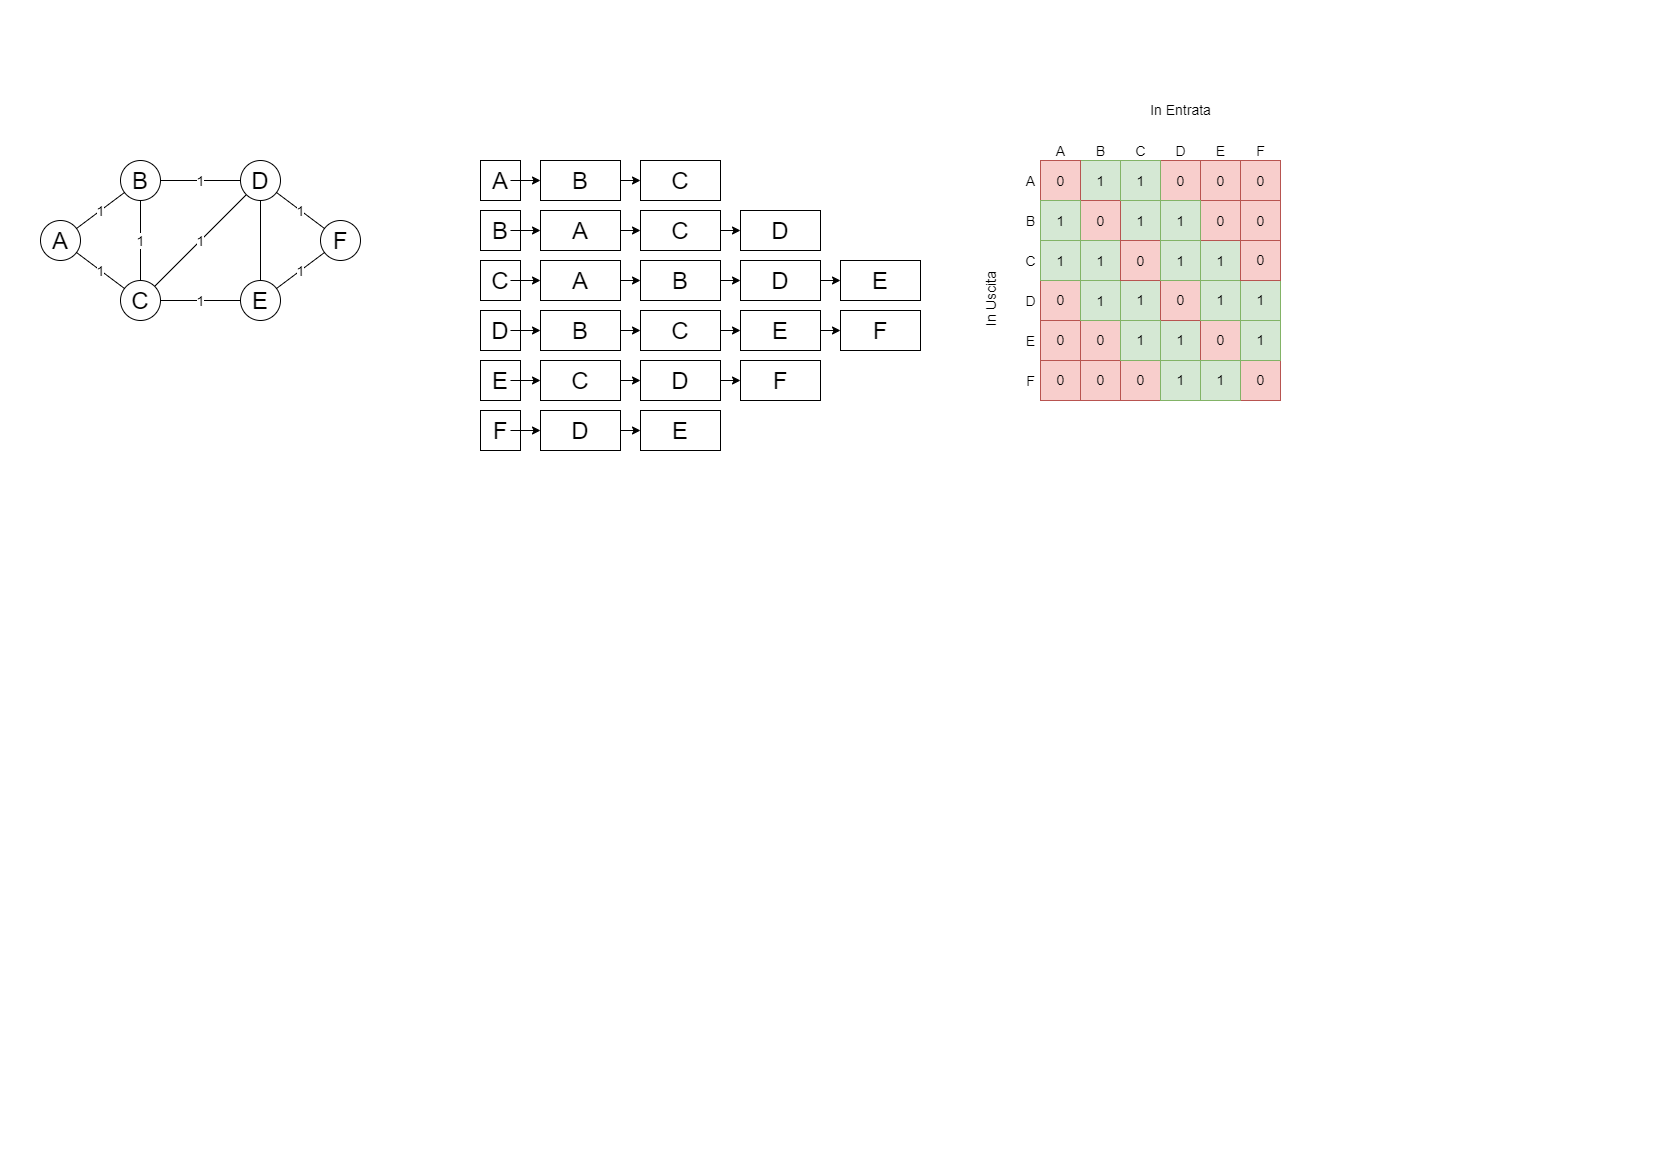 B 1 D
1 1
A 1 1 F
1 1
C 1 E
A B C
B A C D
C A B D E
D B C E F
E C D F
F D E
In Entrata
In Uscita
A B C D E F
A 0 1 1 0 0 0
B 1 0 1 1 0 0
C 1 1 0 1 1 0
D 0 1 1 0 1 1
E 0 0 1 1 0 1
F 0 0 0 1 1 0